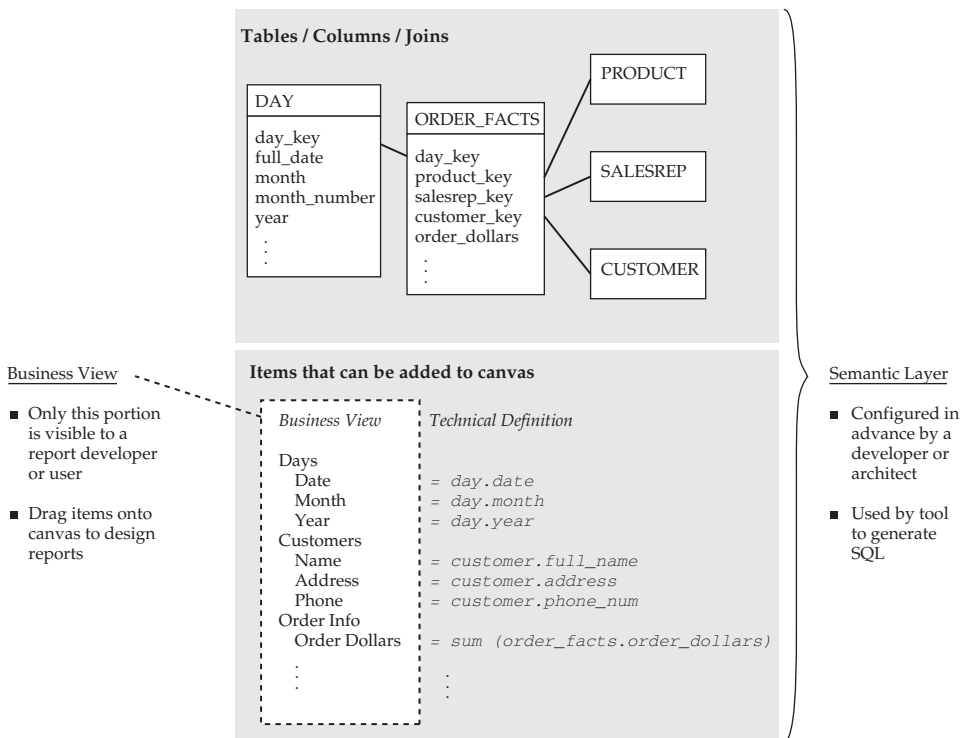 Tables / Columns / Joins
DAY
day_key
full_date
month
month_number
year
.
.
.
ORDER_FACTS
day_key
product_key
salesrep_key
customer_key
order_dollars
.
.
.
PRODUCT
SALESREP
CUSTOMER
Business View
■ Only this portion
is visible to a
report developer
or user
■ Drag items onto
canvas to design
reports
Items that can be added to canvas
Business View Technical Definition
Days
Date = day.date
Month = day.month
Year = day.year
Customers
Name = customer.full_name
Address = customer.address
Phone = customer.phone_num
Order Info
Order Dollars = sum (order_facts.order_dollars)
. .
. .
. .
Semantic Layer
■ Configured in
advance by a
developer or
architect
■ Used by tool
to generate
SQL